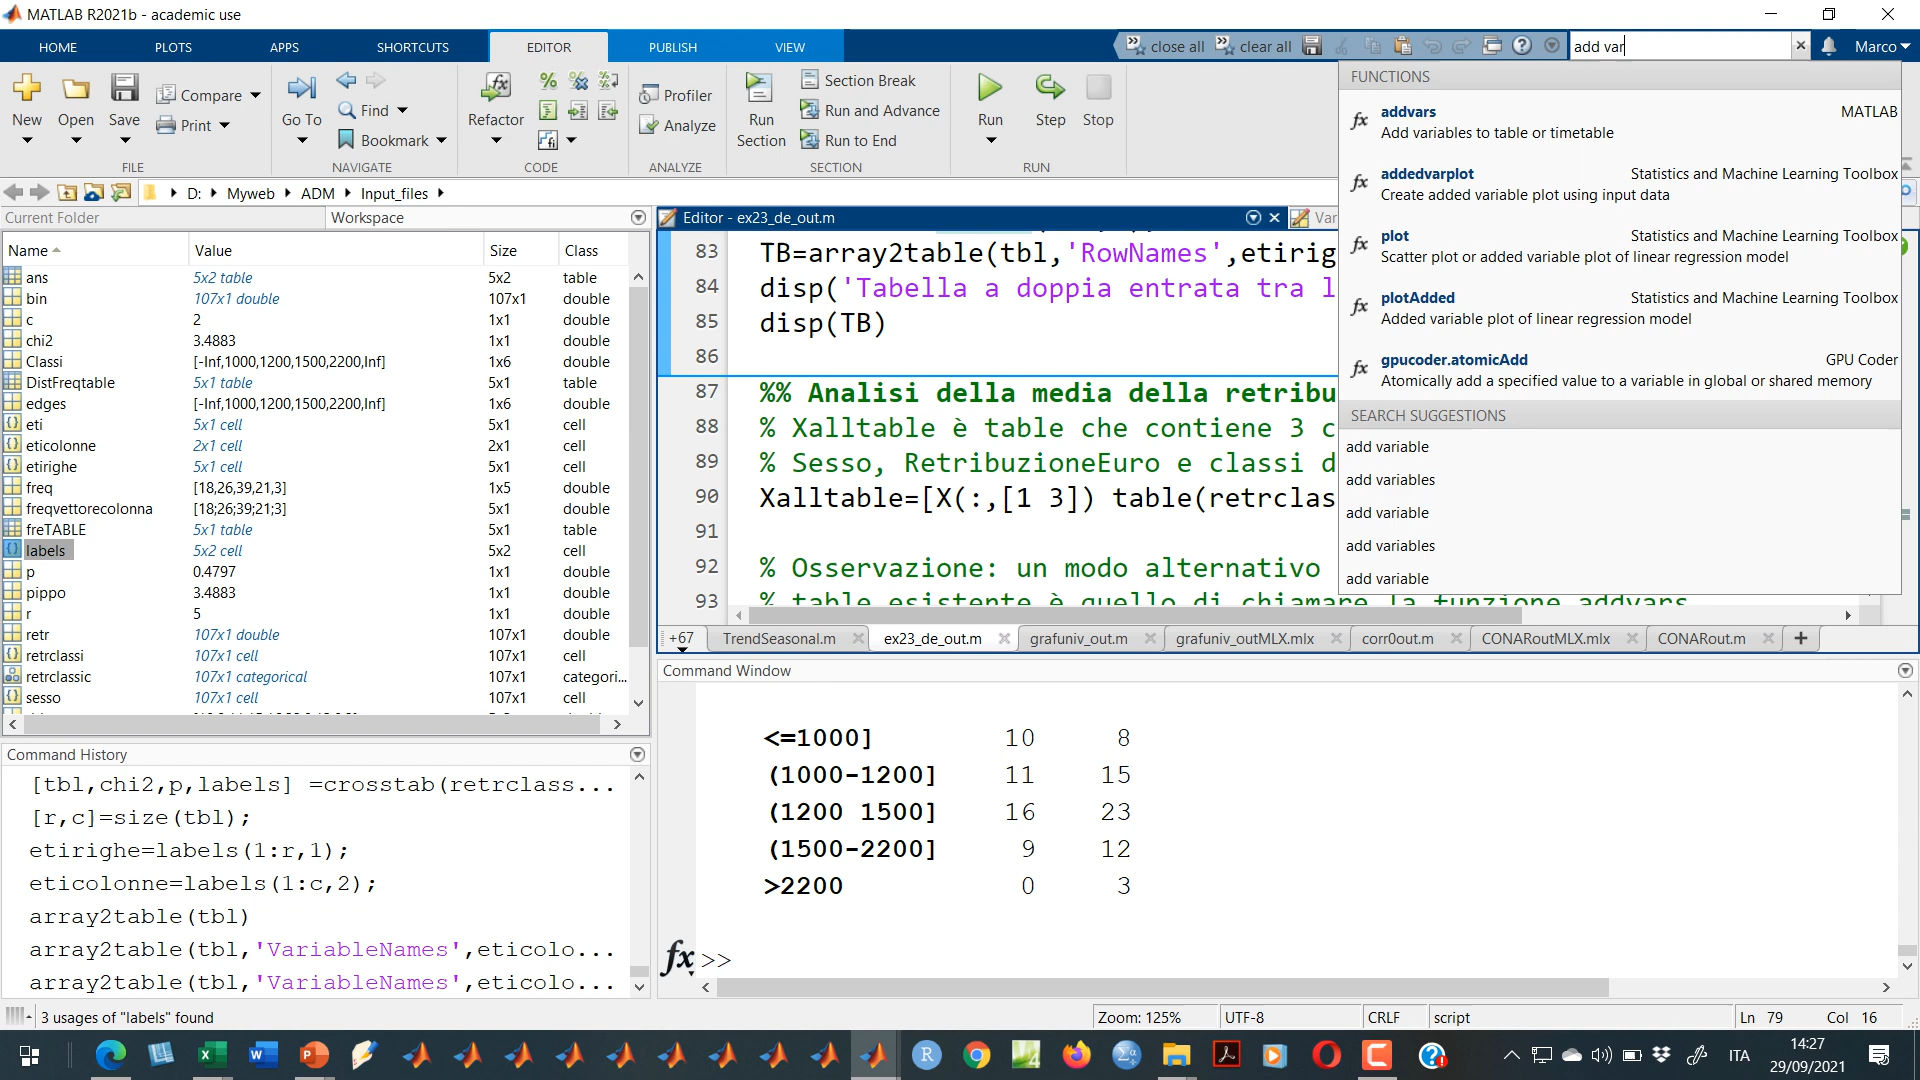 MATLAB R2021b - academic use
HOME PLOTS APPS SHORTCUTS EDITOR PUBLISH VIEW
close all clear all add var Marco
New Open Save Compare Print
FILE
Go To Find Bookmark
NAVIGATE
Refactor
CODE
Profiler Analyze
ANALYZE
Run Section Section Break Run and Advance Run to End
SECTION
Run Step Stop
RUN
FUNCTIONS
addvars MATLAB
Add variables to table or timetable
addedvarplot Statistics and Machine Learning Toolbox
Create added variable plot using input data
plot Statistics and Machine Learning Toolbox
Scatter plot or added variable plot of linear regression model
plotAdded Statistics and Machine Learning Toolbox
Added variable plot of linear regression model
gpucoder.atomicAdd GPU Coder
Atomically add a specified value to a variable in global or shared memory
SEARCH SUGGESTIONS
add variable
add variables
add variable
add variables
add variable
D: Myweb ADM Input_files
Current Folder Workspace
Name Value Size Class
ans 5x2 table 5x2 table
bin 107x1 double 107x1 double
c 2 1x1 double
chi2 3.4883 1x1 double
Classi [-Inf,1000,1200,1500,2200,Inf] 1x6 double
DistFreqtable 5x1 table 5x1 table
edges [-Inf,1000,1200,1500,2200,Inf] 1x6 double
eti 5x1 cell 5x1 cell
eticolonne 2x1 cell 2x1 cell
etirighe 5x1 cell 5x1 cell
freq [18,26,39,21,3] 1x5 double
freqvettorecolonna [18;26;39;21;3] 5x1 double
freTABLE 5x1 table 5x1 table
labels 5x2 cell 5x2 cell
p 0.4797 1x1 double
pippo 3.4883 1x1 double
r 5 1x1 double
retr 107x1 double 107x1 double
retrclassi 107x1 cell 107x1 cell
retrclassic 107x1 categorical 107x1 categori...
sesso 107x1 cell 107x1 cell
Editor - ex23_de_out.m Var
83 TB=array2table(tbl,'RowNames',etirig
84 disp('Tabella a doppia entrata tra l
85 disp(TB)
86
87 %% Analisi della media della retribu
88 % Xalltable è table che contiene 3 c
89 % Sesso, RetribuzioneEuro e classi d
90 Xalltable=[X(:,[1 3]) table(retrclas
91
92 % Osservazione: un modo alternativo
93 % table esistente è quello di chiamare la funzione addvars
+67 TrendSeasonal.m ex23_de_out.m grafuniv_out.m grafuniv_outMLX.mlx corr0out.m CONARoutMLX.mlx CONARout.m
Command Window
<=1000] 10 8
(1000-1200] 11 15
(1200 1500] 16 23
(1500-2200] 9 12
>2200 0 3
fx >>
Command History
[tbl,chi2,p,labels] =crosstab(retrclass...
[r,c]=size(tbl);
etirighe=labels(1:r,1);
eticolonne=labels(1:c,2);
array2table(tbl)
array2table(tbl,'VariableNames',eticolo...
array2table(tbl,'VariableNames',eticolo...
3 usages of "labels" found
Zoom: 125% UTF-8 CRLF script Ln 79 Col 16
ITA 14:27
29/09/2021